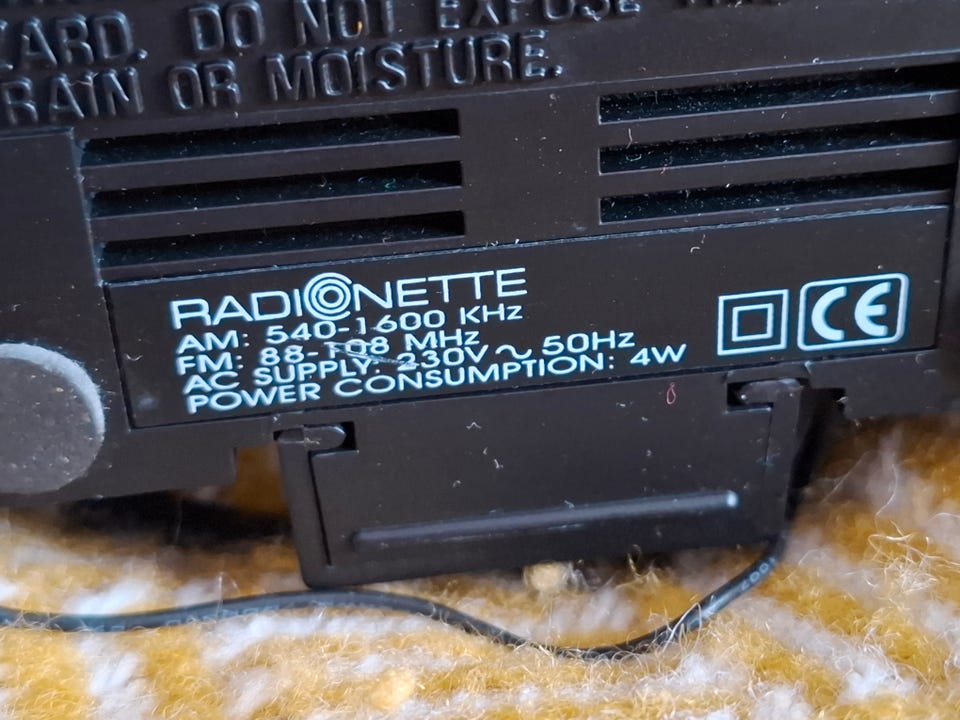 ZARD. DO NOT EXPOSE
RAIN OR MOISTURE.
RADIONETTE
AM: 540-1600 KHz
FM: 88-108 MHz
AC SUPPLY: 230V ~ 50Hz
POWER CONSUMPTION: 4W
CE